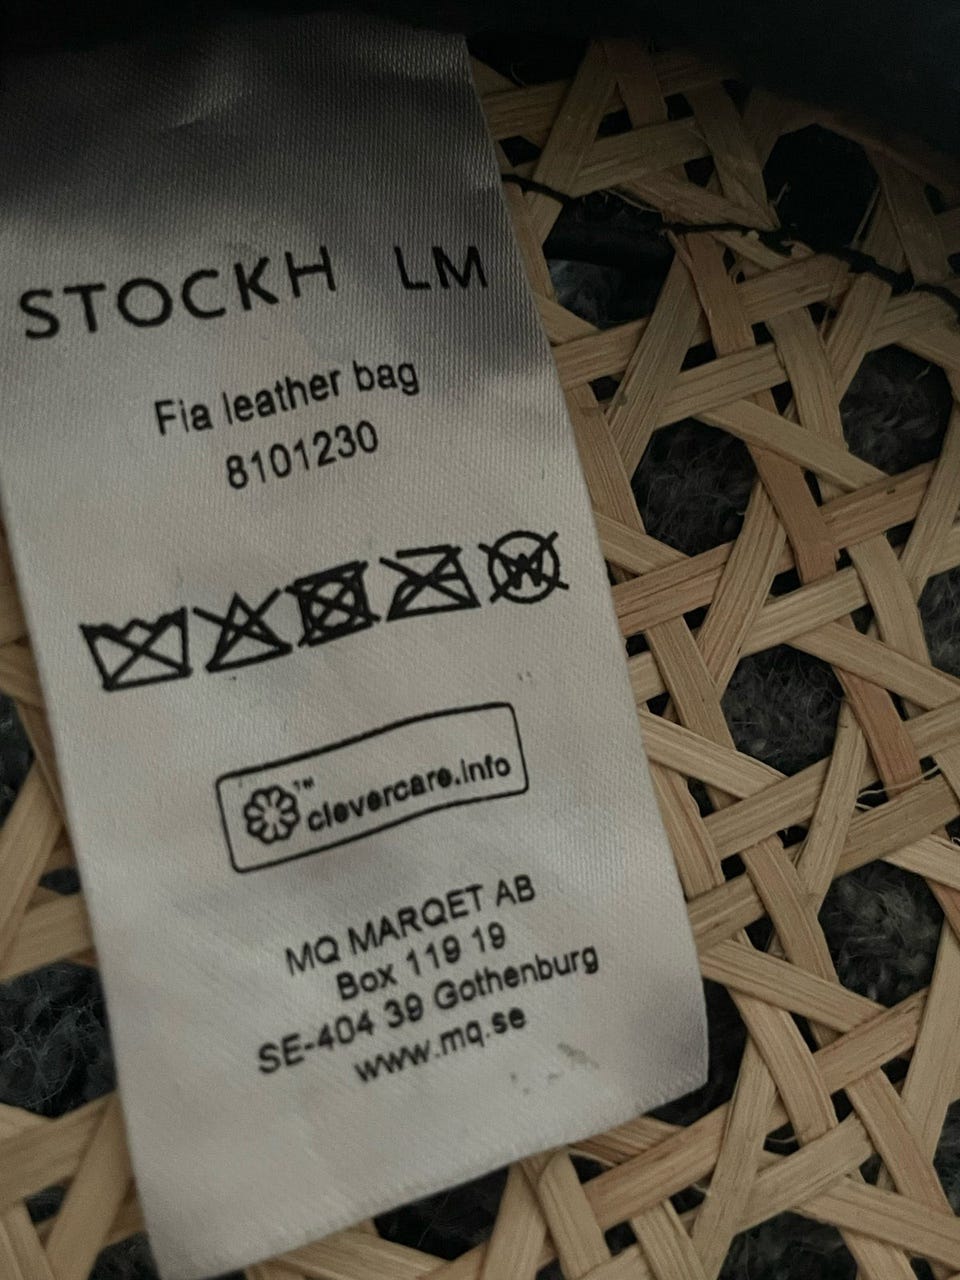 STOCKH LM
Fia leather bag
8101230
W
™ clevercare.info
MQ MARQET AB
Box 119 19
SE-404 39 Gothenburg
www.mq.se